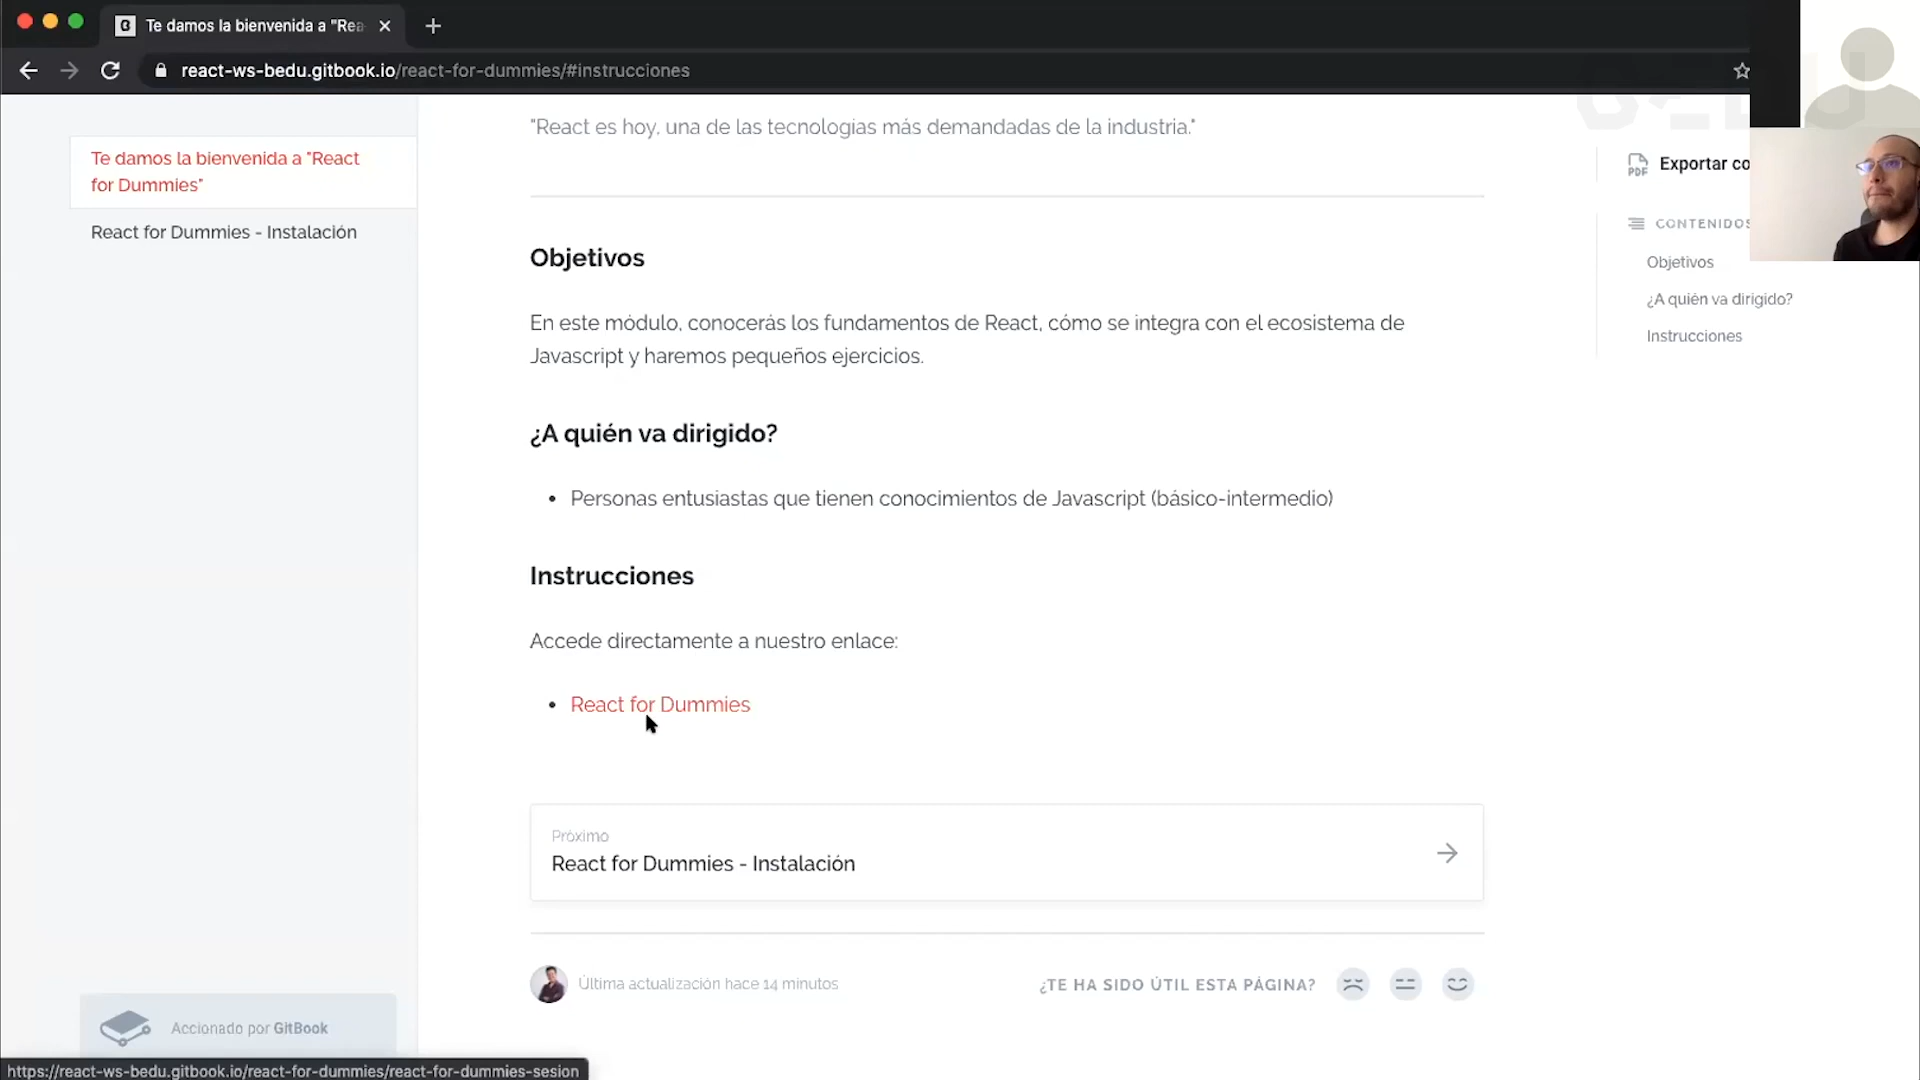 Te damos la bienvenida a "Rea
react-ws-bedu.gitbook.io/react-for-dummies/#instrucciones
Te damos la bienvenida a "React
for Dummies"
React for Dummies - Instalación
"React es hoy, una de las tecnologías más demandadas de la industria."
Objetivos
En este módulo, conocerás los fundamentos de React, cómo se integra con el ecosistema de
Javascript y haremos pequeños ejercicios.
¿A quién va dirigido?
• Personas entusiastas que tienen conocimientos de Javascript (básico-intermedio)
Instrucciones
Accede directamente a nuestro enlace:
• React for Dummies
Próximo
React for Dummies - Instalación
Última actualización hace 14 minutos
¿TE HA SIDO ÚTIL ESTA PÁGINA?
BEDU
PDF
Exportar co
CONTENIDOS
Objetivos
¿A quién va dirigido?
Instrucciones
Accionado por GitBook
https://react-ws-bedu.gitbook.io/react-for-dummies/react-for-dummies-sesion